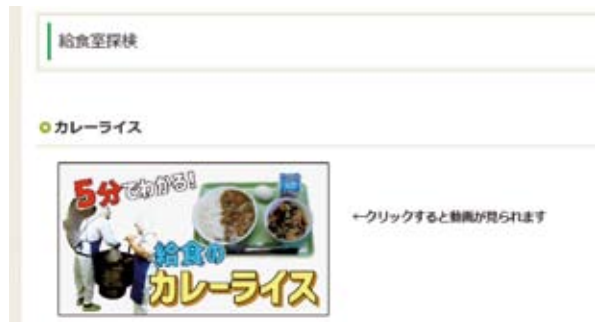 給食室探検
カレーライス
5分でわかる!
給食の
カレーライス
←クリックすると動画が見られます